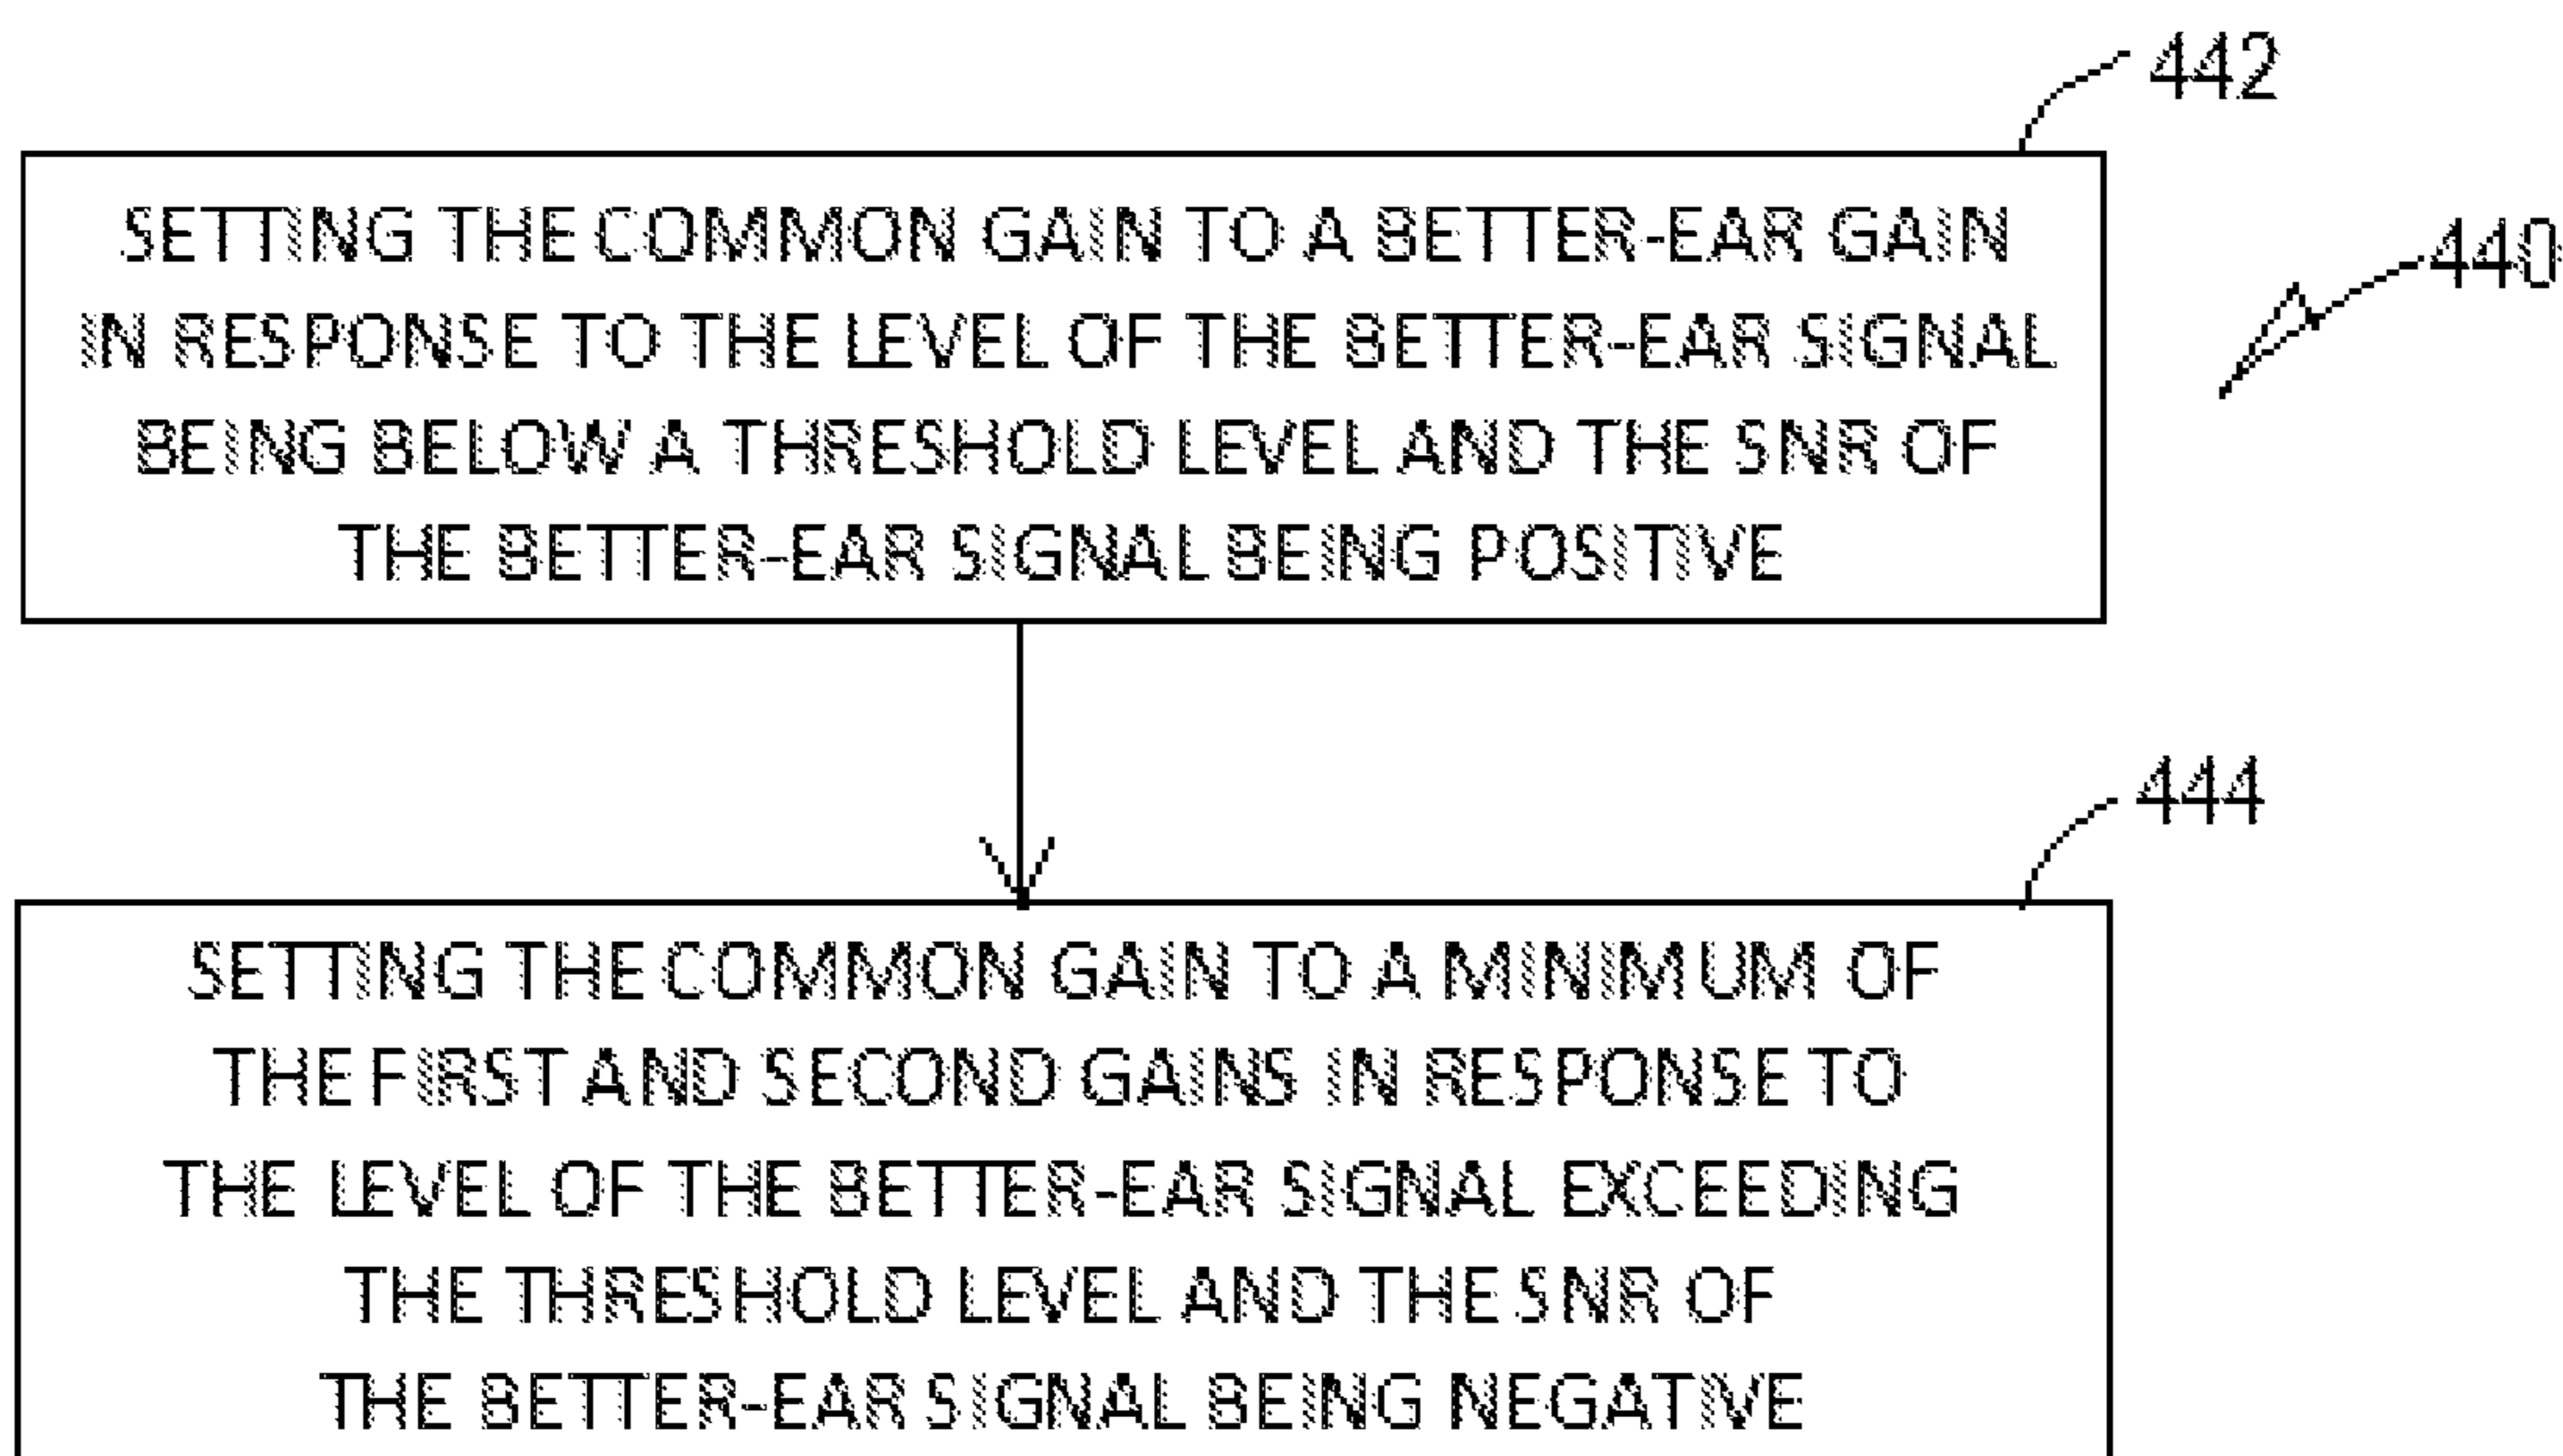 442
440
SETTING THE COMMON GAIN TO A BETTER-EAR GAIN
IN RESPONSE TO THE LEVEL OF THE BETTER-EAR SIGNAL
BEING BELOW A THRESHOLD LEVEL AND THE SNR OF
THE BETTER-EAR SIGNAL BEING POSITIVE
444
SETTING THE COMMON GAIN TO A MINIMUM OF
THE FIRST AND SECOND GAINS IN RESPONSE TO
THE LEVEL OF THE BETTER-EAR SIGNAL EXCEEDING
THE THRESHOLD LEVEL AND THE SNR OF
THE BETTER-EAR SIGNAL BEING NEGATIVE